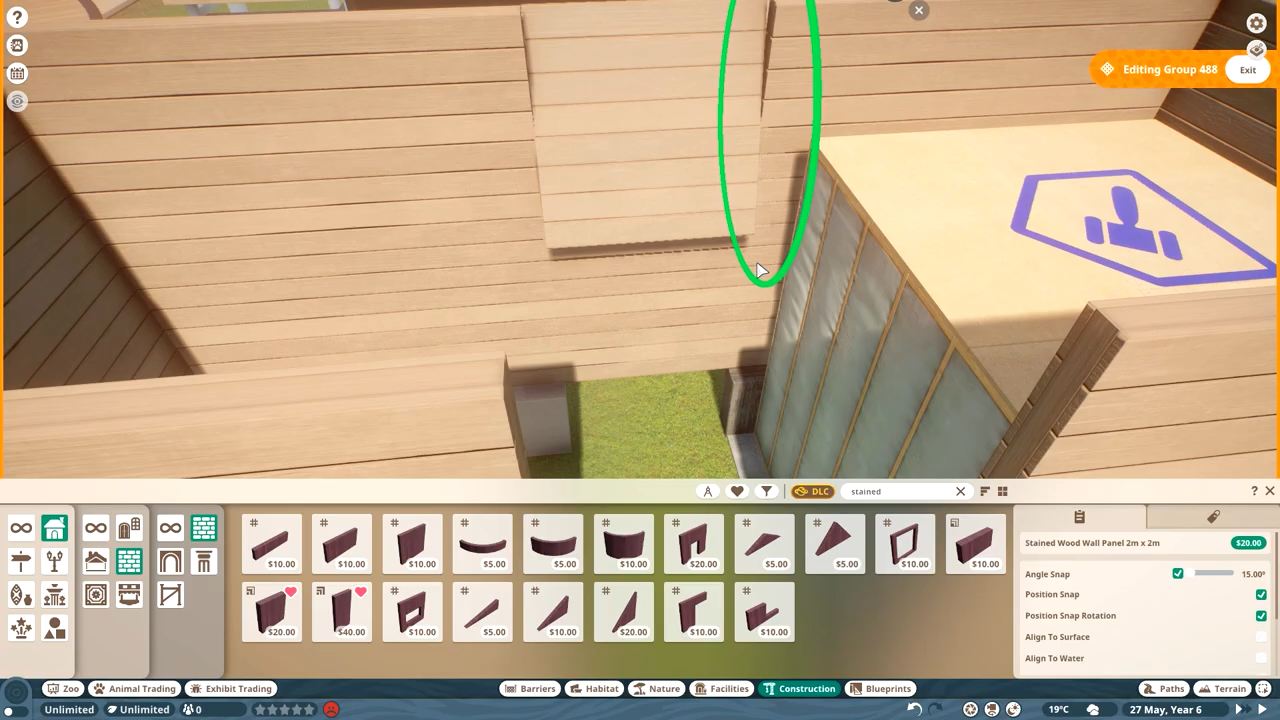 Editing Group 488
Exit
DLC
stained
$10.00
$10.00
$10.00
$5.00
$5.00
$10.00
$20.00
$5.00
$5.00
$10.00
$10.00
$20.00
$40.00
$10.00
$5.00
$10.00
$20.00
$10.00
$10.00
Stained Wood Wall Panel 2m x 2m
$20.00
Angle Snap
15.00°
Position Snap
Position Snap Rotation
Align To Surface
Align To Water
Zoo
Animal Trading
Exhibit Trading
Barriers
Habitat
Nature
Facilities
Construction
Blueprints
Paths
Terrain
Unlimited
Unlimited
0
19°C
27 May, Year 6